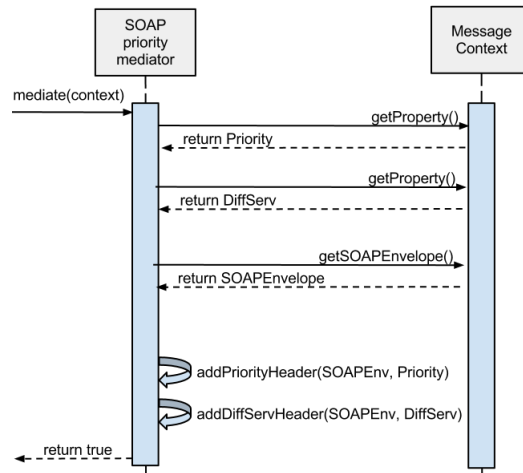 SOAP
priority
mediator
Message
Context
mediate(context)
getProperty()
return Priority
getProperty()
return DiffServ
getSOAPEnvelope()
return SOAPEnvelope
addPriorityHeader(SOAPEnv, Priority)
addDiffServHeader(SOAPEnv, DiffServ)
return true